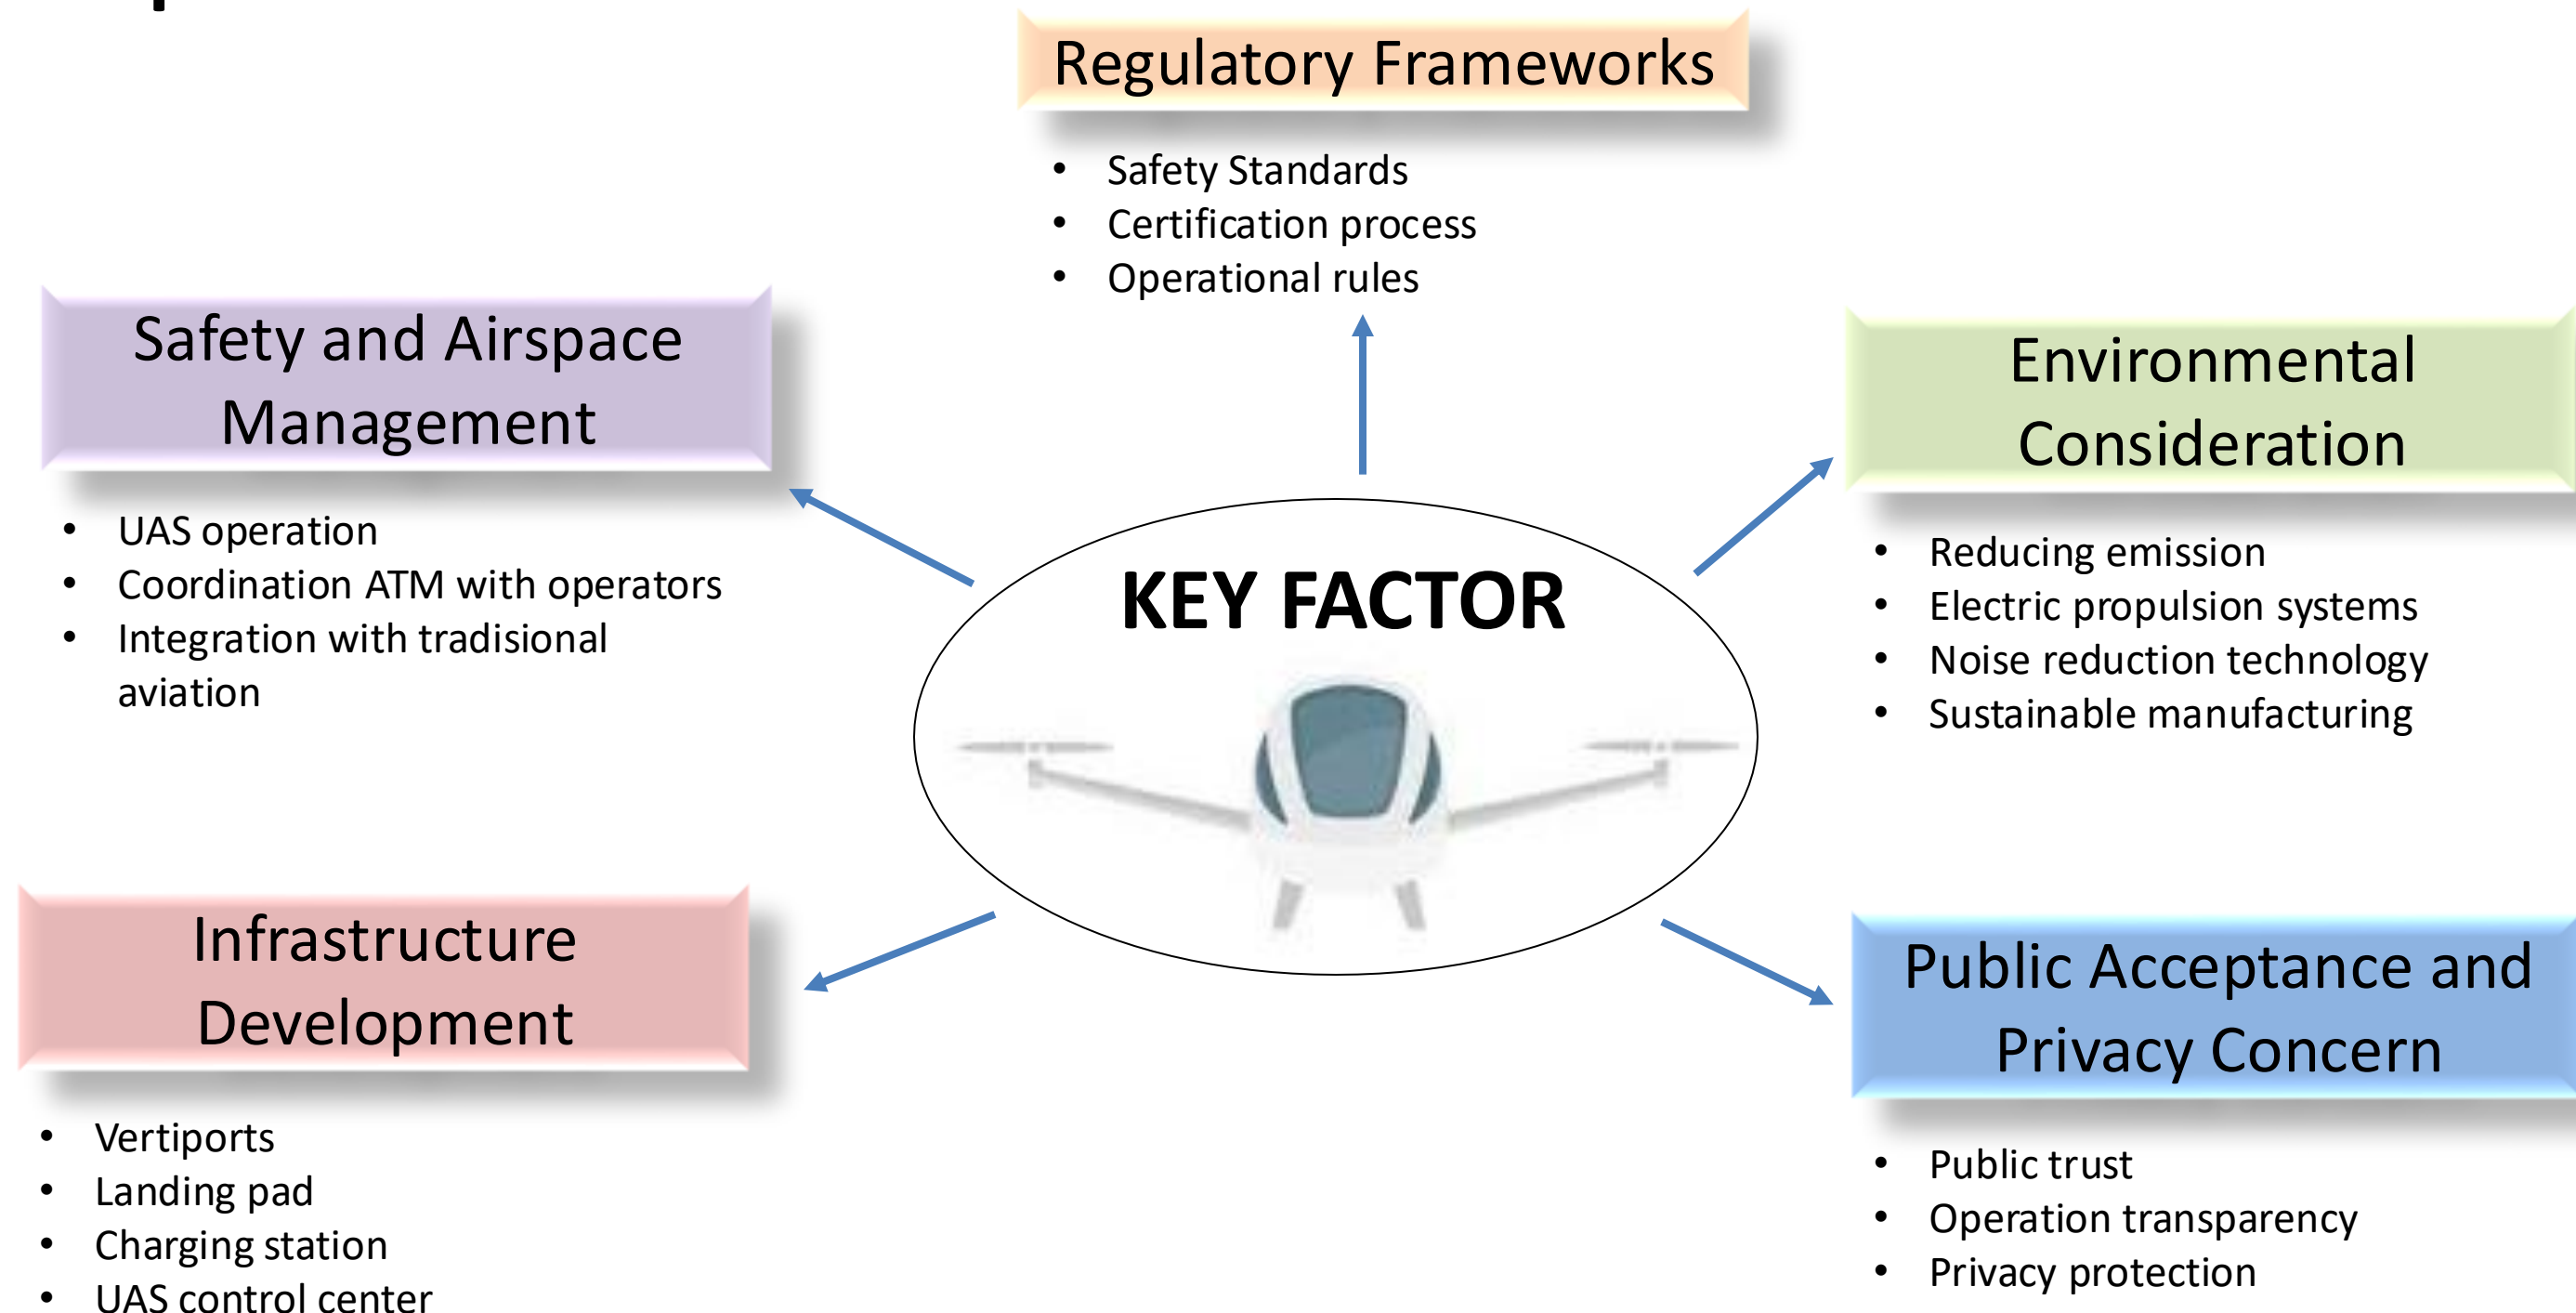 Regulatory Frameworks
• Safety Standards
• Certification process
• Operational rules
Safety and Airspace
Management
• UAS operation
• Coordination ATM with operators
• Integration with tradisional
aviation
Environmental
Consideration
• Reducing emission
• Electric propulsion systems
• Noise reduction technology
• Sustainable manufacturing
KEY FACTOR
Infrastructure
Development
• Vertiports
• Landing pad
• Charging station
• UAS control center
Public Acceptance and
Privacy Concern
• Public trust
• Operation transparency
• Privacy protection